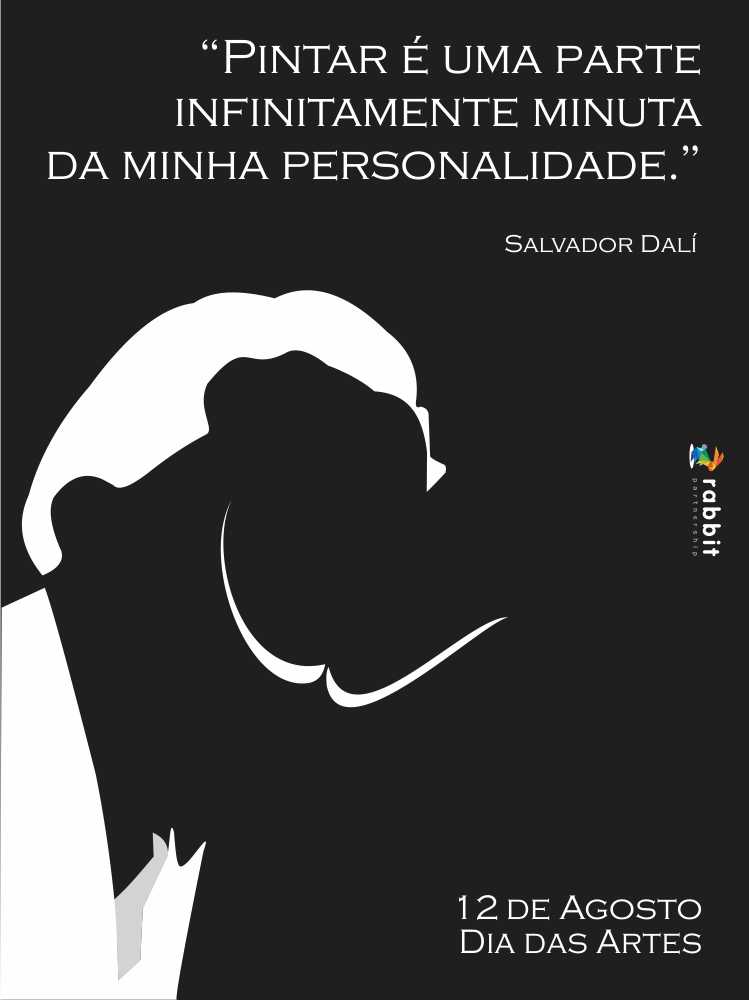 “Pintar é uma parte
infinitamente minuta
da minha personalidade.”
Salvador Dalí
rabbit
partnership
12 de Agosto
Dia das Artes